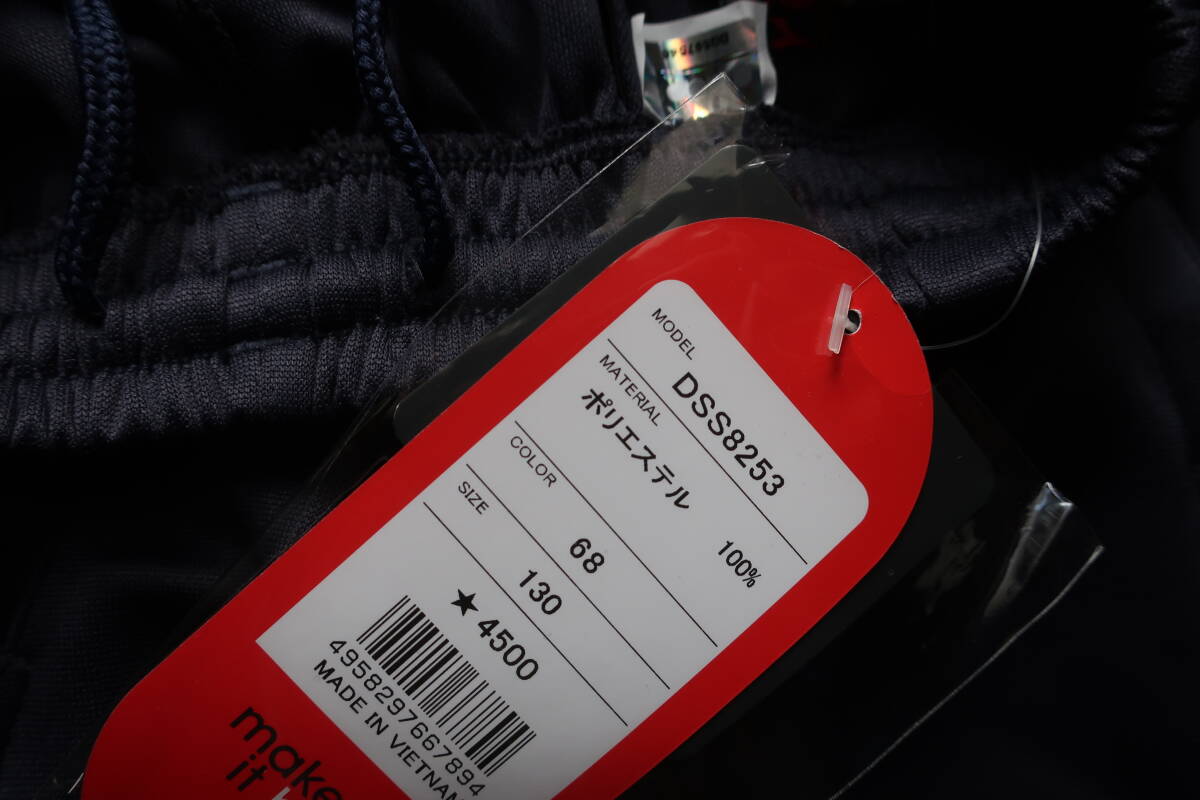 MODEL DSS8253
MATERIAL
ポリエステル 100%
COLOR 68
SIZE 130
★4500
4958297667894
MADE IN VIETNAM
make
it